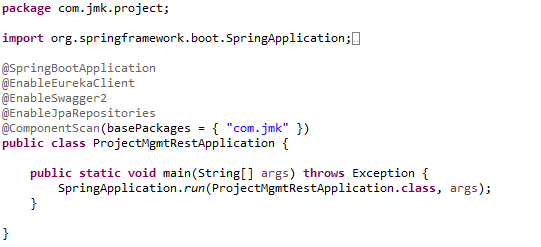 package com.jmk.project;
import org.springframework.boot.SpringApplication;
@SpringBootApplication
@EnableEurekaClient
@EnableSwagger2
@EnableJpaRepositories
@ComponentScan(basePackages = { "com.jmk" })
public class ProjectMgmtRestApplication {
    public static void main(String[] args) throws Exception {
        SpringApplication.run(ProjectMgmtRestApplication.class, args);
    }
}